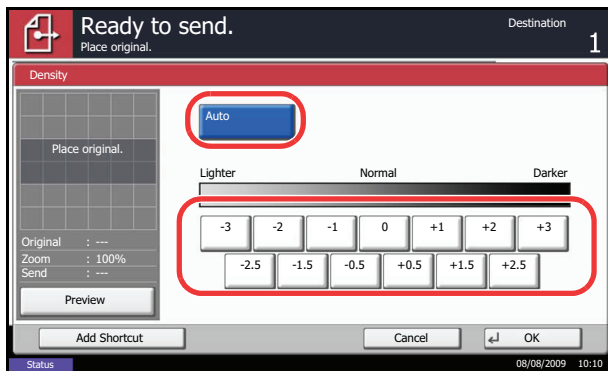 Ready to send.
Place original.
Destination
1
Density
Place original.
Original : ---
Zoom : 100%
Send : ---
Preview
Auto
Lighter Normal Darker
-3 -2 -1 0 +1 +2 +3
-2.5 -1.5 -0.5 +0.5 +1.5 +2.5
Add Shortcut Cancel OK
Status 08/08/2009 10:10